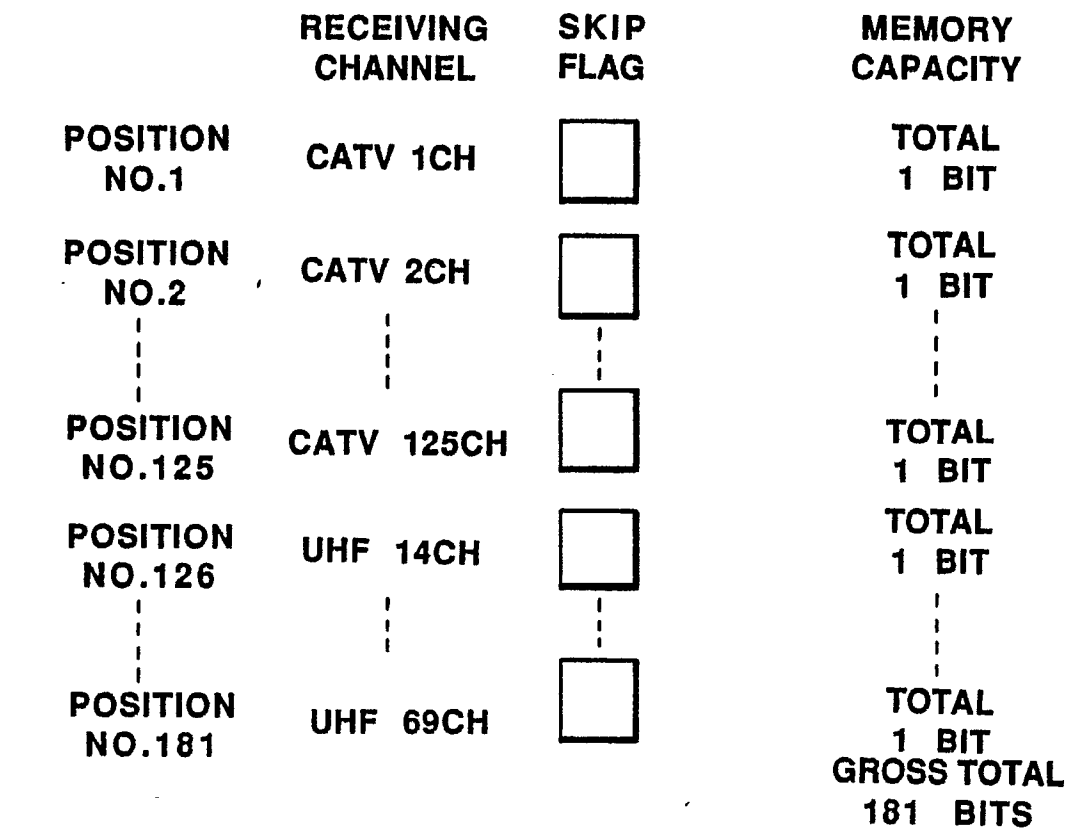 RECEIVING CHANNEL
SKIP FLAG
MEMORY CAPACITY
POSITION NO.1
CATV 1CH
TOTAL 1 BIT
POSITION NO.2
CATV 2CH
TOTAL 1 BIT
POSITION NO.125
CATV 125CH
TOTAL 1 BIT
POSITION NO.126
UHF 14CH
TOTAL 1 BIT
POSITION NO.181
UHF 69CH
TOTAL 1 BIT
GROSS TOTAL 181 BITS